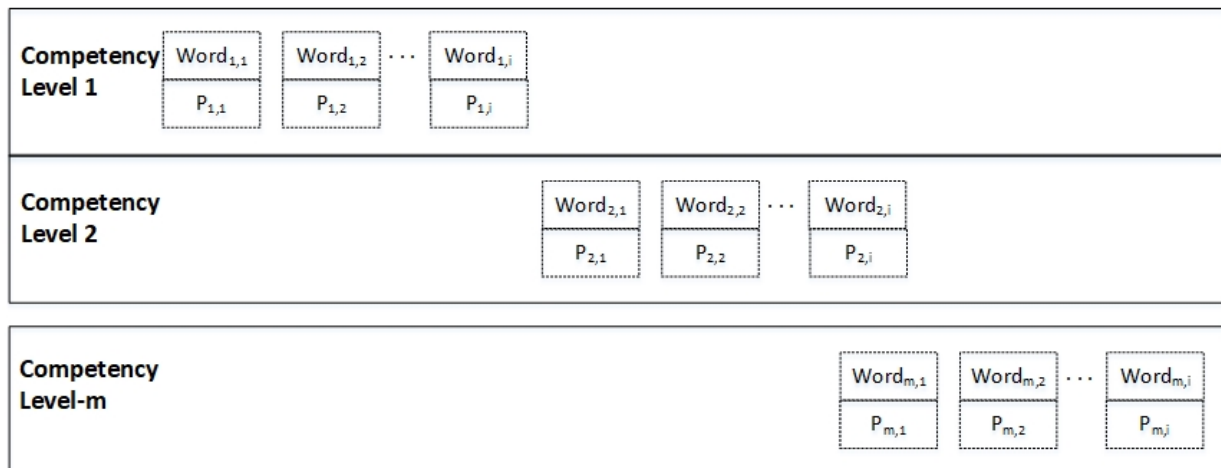 Competency
Level 1
Word1,1 Word1,2 ... Word1,i
P1,1 P1,2 P1,i
Competency
Level 2
Word2,1 Word2,2 ... Word2,i
P2,1 P2,2 P2,i
Competency
Level-m
Wordm,1 Wordm,2 ... Wordm,i
Pm,1 Pm,2 Pm,i